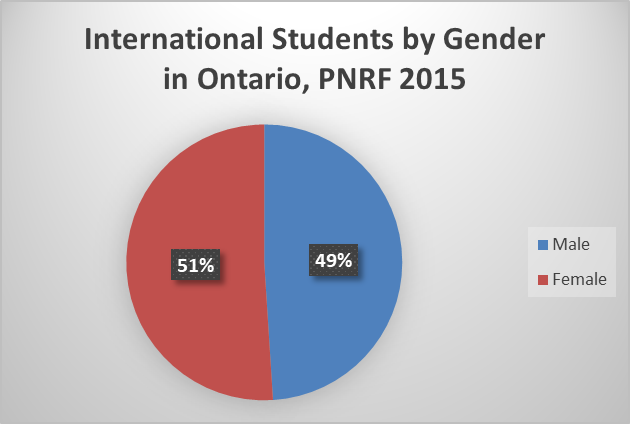 International Students by Gender
in Ontario, PNRF 2015
51%
49%
Male
Female